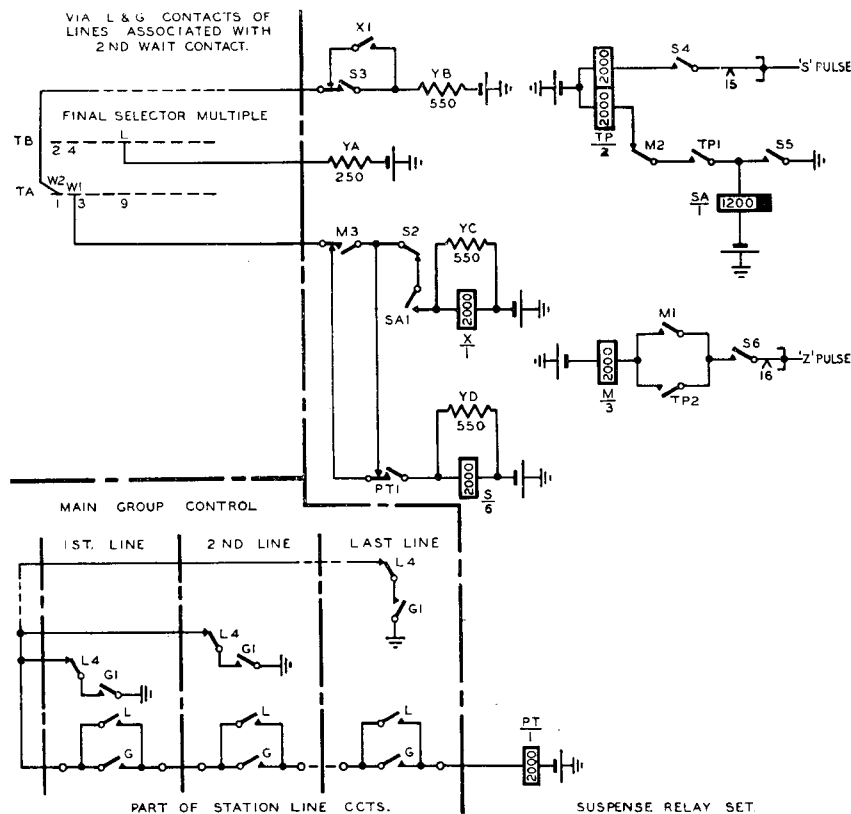 VIA L & G CONTACTS OF
LINES ASSOCIATED WITH
2ND WAIT CONTACT.
X1
S3
YB
550
FINAL SELECTOR MULTIPLE
TB
2 4
L
YA
250
TA
W2
W1
1
3
9
M3
S2
YC
550
SA1
2000
X
1
YD
550
PT1
2000
S
6
2000
2000
TP
2
S4
15
'S' PULSE
M2
TP1
S5
SA
1
1200
M1
S6
16
'Z' PULSE
2000
M
3
TP2
MAIN GROUP CONTROL
1ST. LINE
2ND LINE
LAST LINE
L4
G1
L4
G1
L4
G1
L
L
L
G
G
G
PT
1
2000
PART OF STATION LINE CCTS.
SUSPENSE RELAY SET.